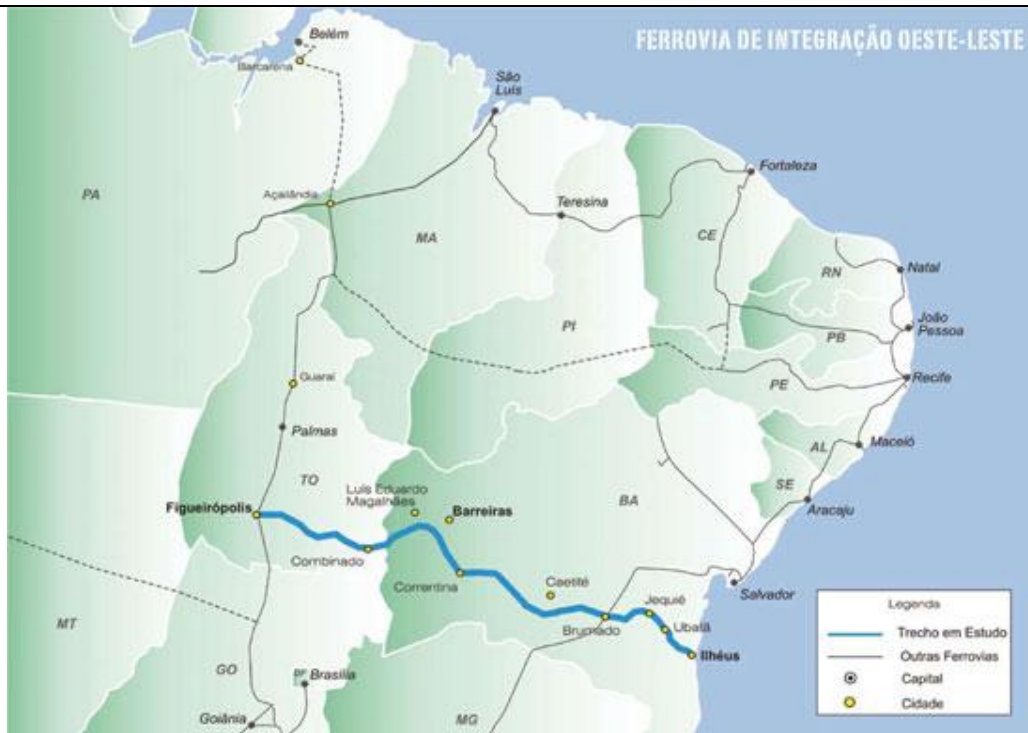 FERROVIA DE INTEGRAÇÃO OESTE-LESTE
Belém
Barcarena
São
Luís
Fortaleza
PA
Açailândia
Teresina
MA
CE
RN
Natal
PI
João
Pessoa
PB
Guaraí
PE
Recife
Palmas
AL
Maceió
TO
Luís Eduardo
Magalhães
BA
SE
Figueirópolis
Barreiras
Aracaju
Combinado
Correntina
Caetité
Salvador
Jequié
MT
Brumado
Ubatã
Ilhéus
GO
DF
Brasília
Goiânia
MG
Legenda
Trecho em Estudo
Outras Ferrovias
Capital
Cidade